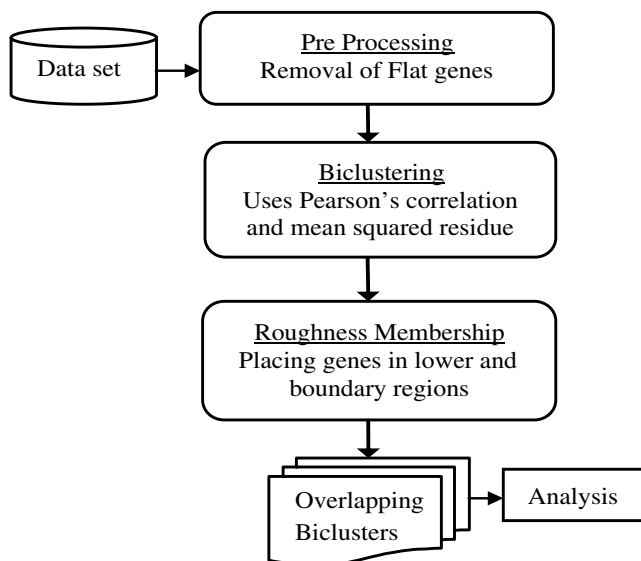 Data set
Pre Processing
Removal of Flat genes
Biclustering
Uses Pearson’s correlation
and mean squared residue
Roughness Membership
Placing genes in lower and
boundary regions
Overlapping
Biclusters
Analysis